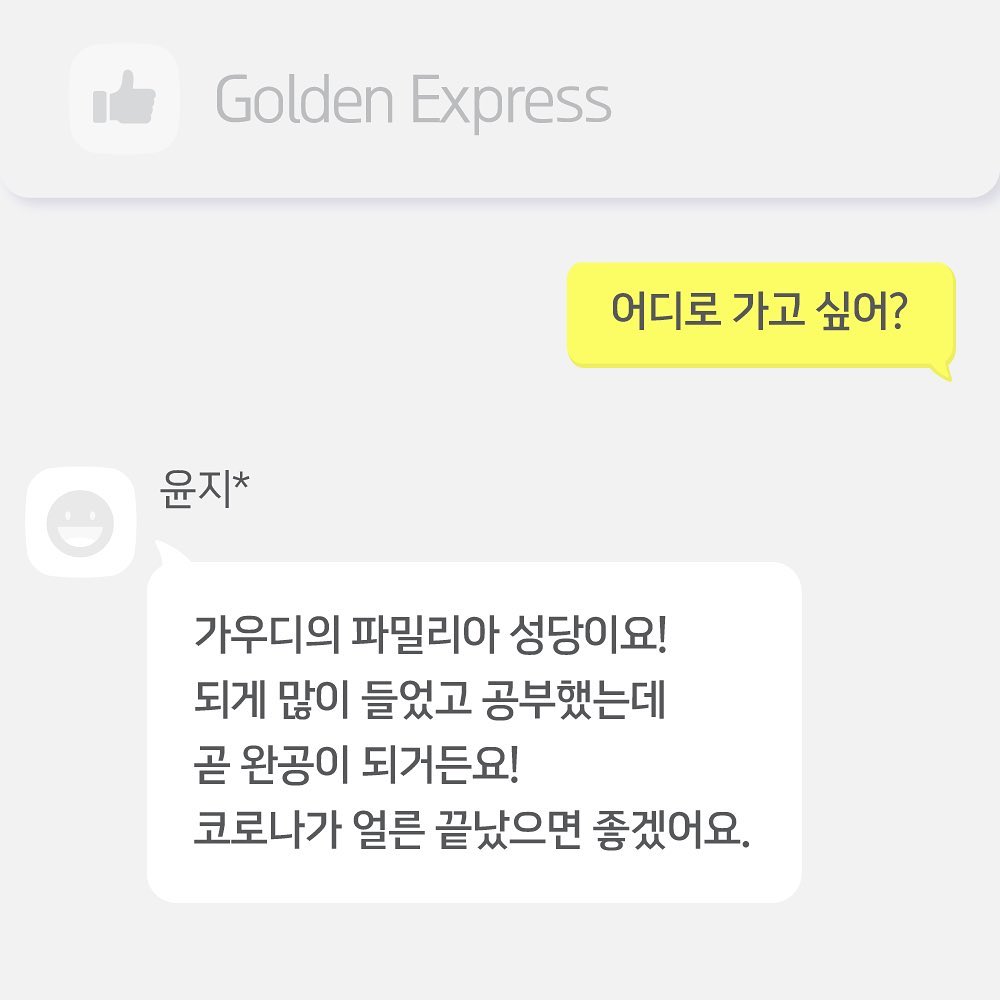 Golden Express
어디로 가고 싶어?
윤지*
가우디의 파밀리아 성당이요!
되게 많이 들었고 공부했는데
곧 완공이 되거든요!
코로나가 얼른 끝났으면 좋겠어요.